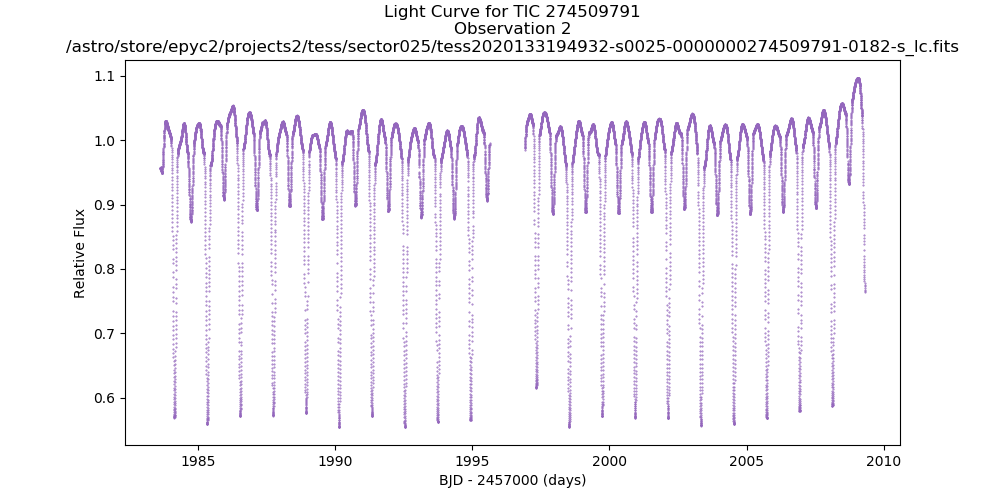 Light Curve for TIC 274509791
Observation 2
/astro/store/epyc2/projects2/tess/sector025/tess2020133194932-s0025-0000000274509791-0182-s_lc.fits
1.1
1.0
0.9
0.8
0.7
0.6
Relative Flux
1985
1990
1995
2000
2005
2010
BJD - 2457000 (days)